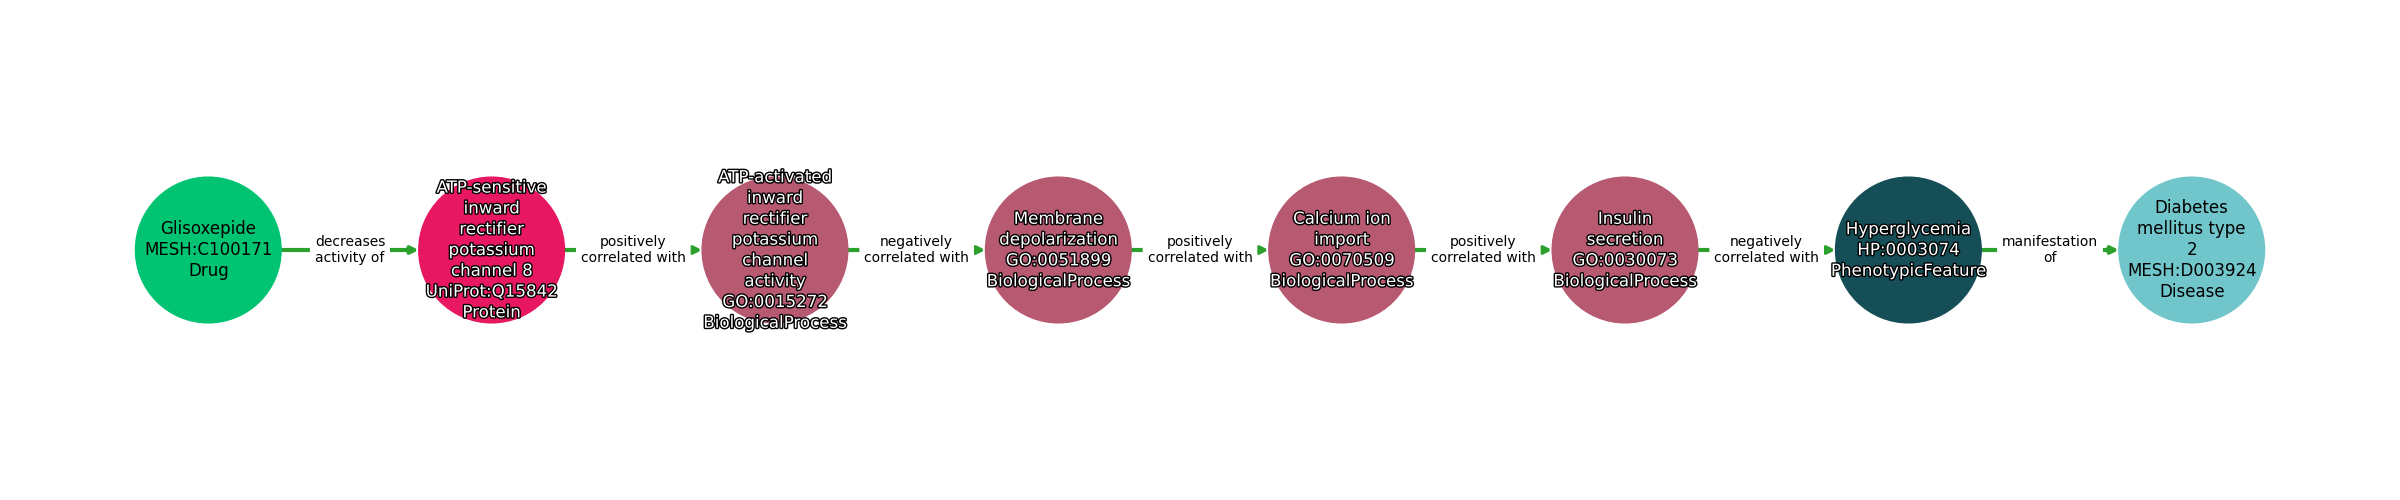 Glisoxepide
MESH:C100171
Drug
decreases
activity of
ATP-sensitive
inward
rectifier
potassium
channel 8
UniProt:Q15842
Protein
positively
correlated with
ATP-activated
inward
rectifier
potassium
channel
activity
GO:0015272
BiologicalProcess
negatively
correlated with
Membrane
depolarization
GO:0051899
BiologicalProcess
positively
correlated with
Calcium ion
import
GO:0070509
BiologicalProcess
positively
correlated with
Insulin
secretion
GO:0030073
BiologicalProcess
negatively
correlated with
Hyperglycemia
HP:0003074
PhenotypicFeature
manifestation
of
Diabetes
mellitus type
2
MESH:D003924
Disease